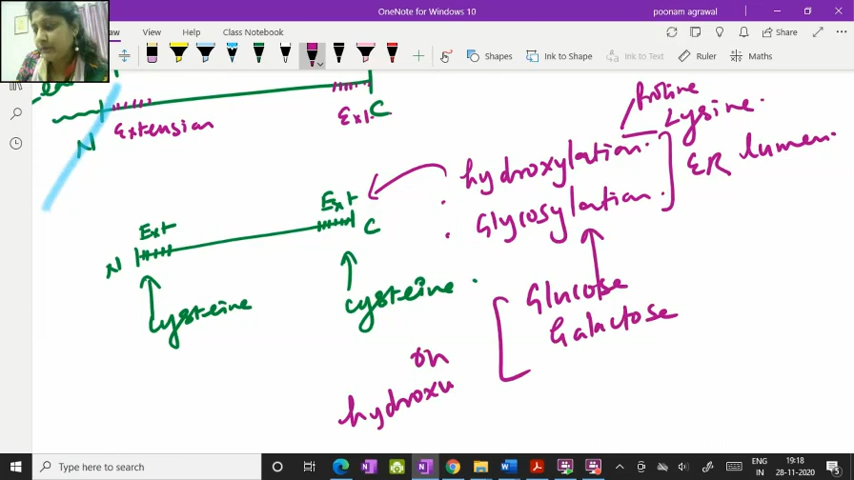 OneNote for Windows 10
poonam agrawal
View Help Class Notebook
Share
Shapes Ink to Shape Ink to Text Ruler Maths
N Extension Ext. C
Proline
Lysine.
hydroxylation.
Glycosylation.
ER lumen.
N Ext Ext C
Cysteine Cysteine
Glucose
Galactose
on
hydroxy
Type here to search
ENG
IN
19:18
28-11-2020
5